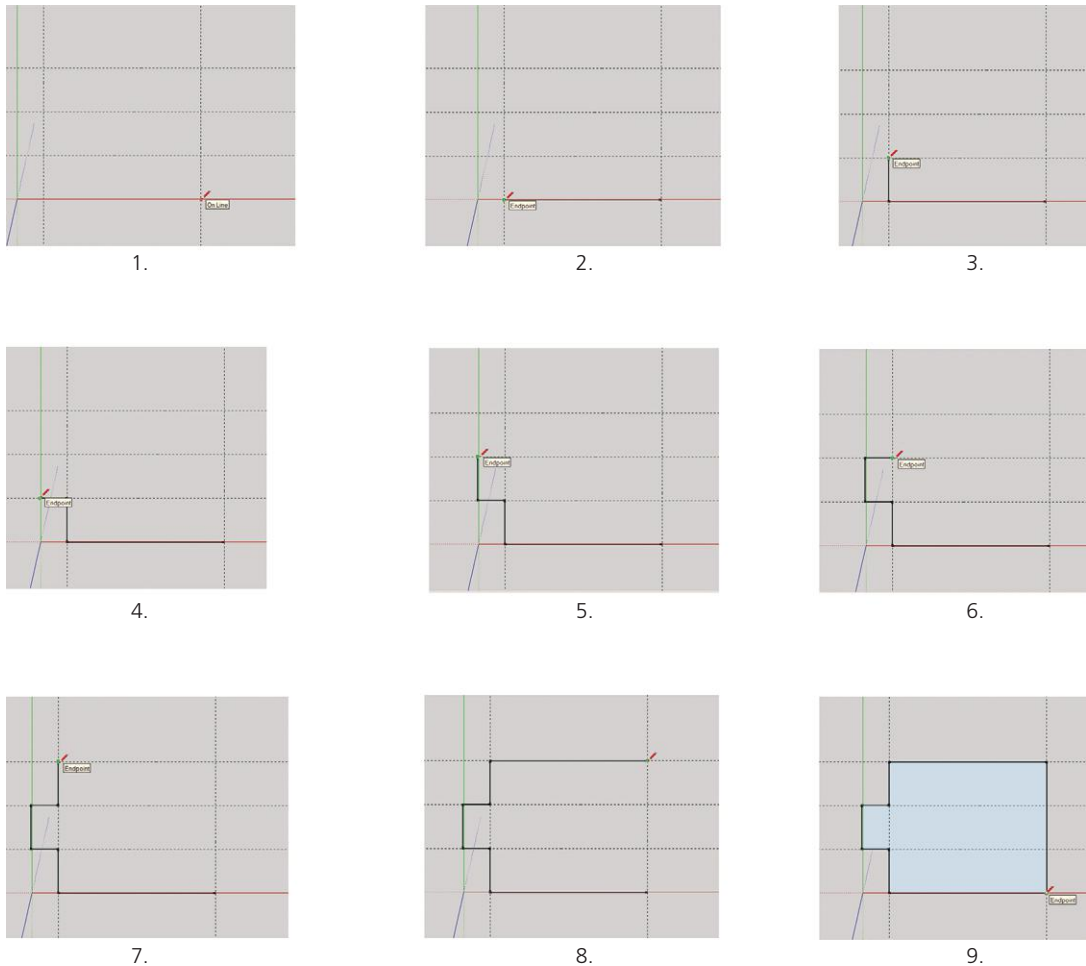 On Line
1.
Endpoint
2.
Endpoint
3.
Endpoint
4.
Endpoint
5.
Endpoint
6.
Endpoint
7.
8.
Endpoint
9.